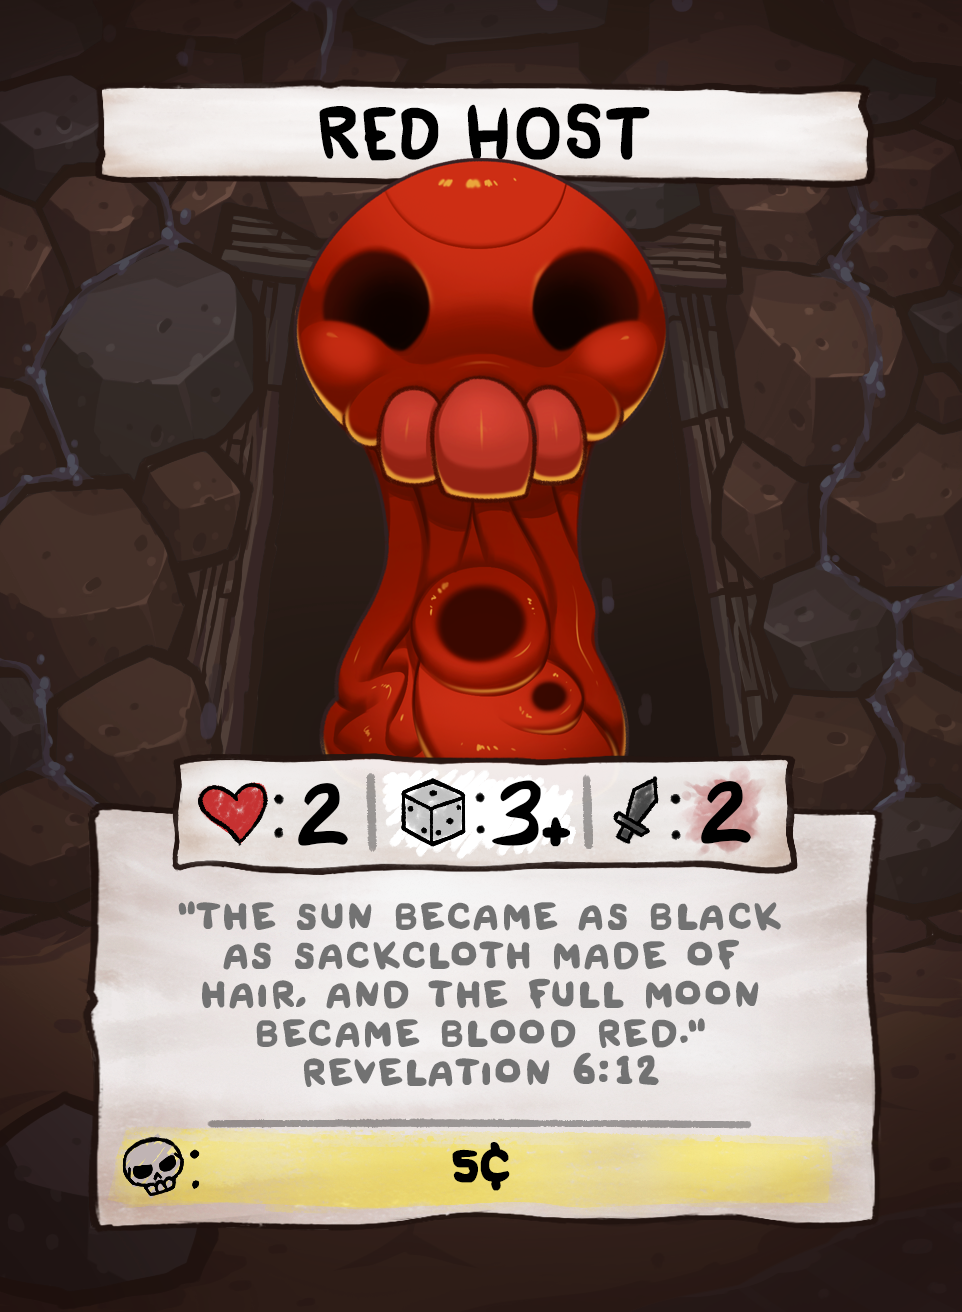 RED HOST
:2 :3+ :2
"THE SUN BECAME AS BLACK
AS SACKCLOTH MADE OF
HAIR, AND THE FULL MOON
BECAME BLOOD RED."
REVELATION 6:12
: 5¢